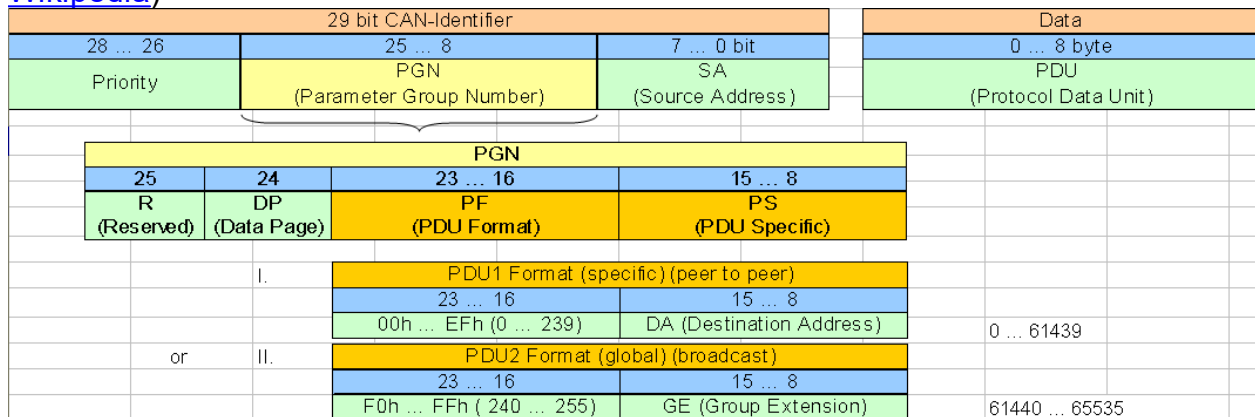 Wikipedia)
29 bit CAN-Identifier Data
28 ... 26 25 ... 8 7 ... 0 bit 0 ... 8 byte
Priority PGN SA PDU
(Parameter Group Number) (Source Address) (Protocol Data Unit)
PGN
25 24 23 ... 16 15 ... 8
R DP PF PS
(Reserved) (Data Page) (PDU Format) (PDU Specific)
I. PDU1 Format (specific) (peer to peer)
23 ... 16 15 ... 8
00h ... EFh (0 ... 239) DA (Destination Address) 0 ... 61439
or II. PDU2 Format (global) (broadcast)
23 ... 16 15 ... 8
F0h ... FFh ( 240 ... 255) GE (Group Extension) 61440 ... 65535